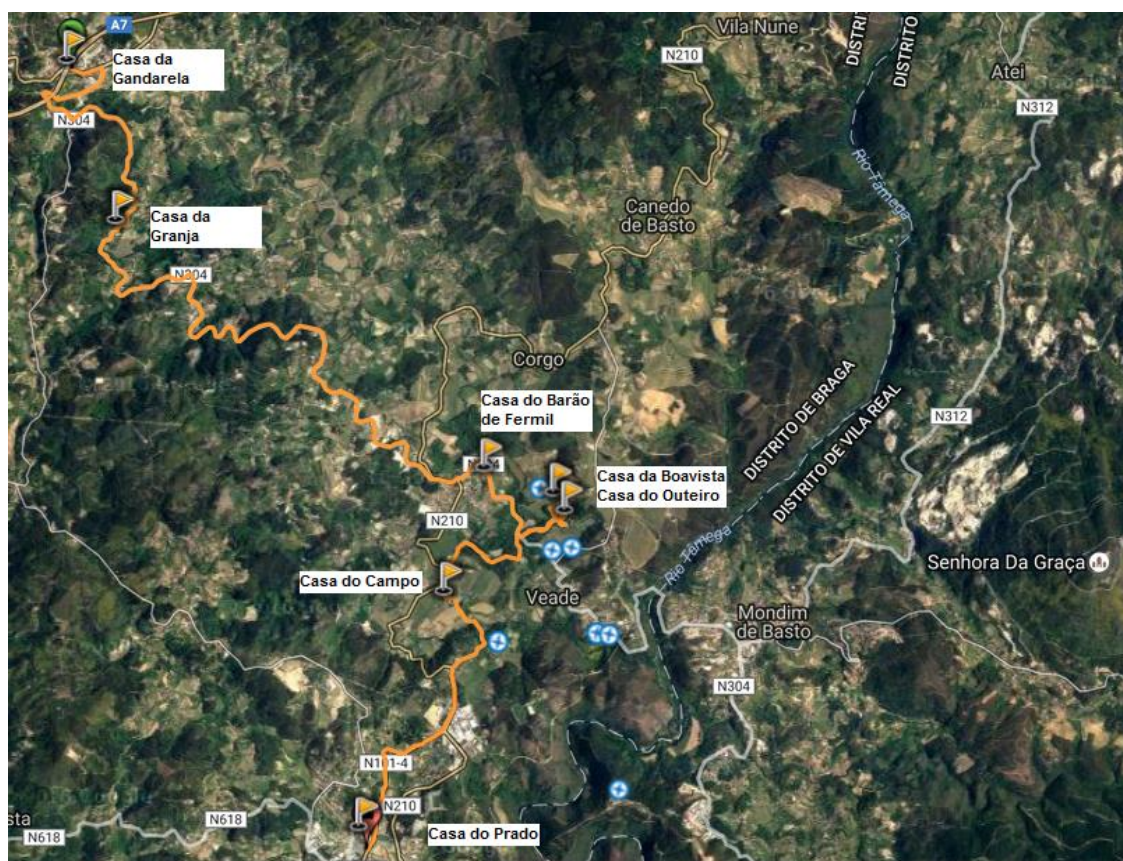 A7
Vila Nune
N210
DISTRITO
DISTRITO
Atei
N312
Casa da
Gandarela
N304
Rio Tâmega
Casa da
Granja
Canedo
de Basto
N304
Corgo
Casa do Barão
de Fermil
DISTRITO DE BRAGA
DISTRITO DE VILA REAL
N312
Casa da Boavista
Casa do Outeiro
N210
Rio Tâmega
Senhora Da Graça
Casa do Campo
Veade
Mondim
de Basto
N304
N101-4
N210
sta
N618
N618
Casa do Prado